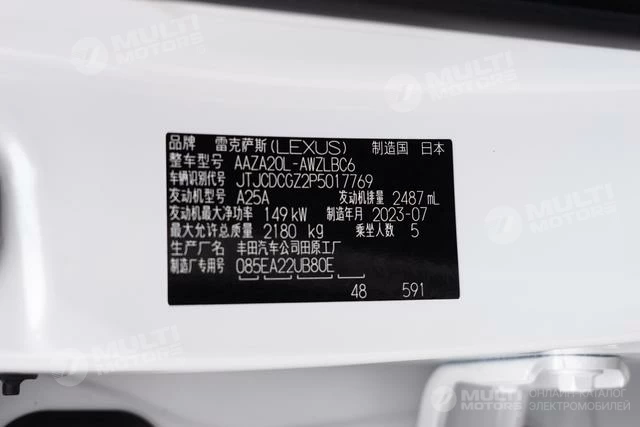 MULTI MOTORS
MULTI MOTORS
MULTI
品牌 雷克萨斯(LEXUS) 制造国 日本
整车型号 AAZA20L-AWZLBC6
车辆识别代号 JTJCDCGZ2P5017769
发动机型号 A25A 发动机排量 2487 mL
发动机最大净功率 149 kW 制造年月 2023-07
最大允许总质量 2180 kg 乘坐人数 5
生产厂名 丰田汽车公司田原工厂
制造厂专用号 085EA22UB80E
48 591
MULTI MOTORS
MULTI MOTORS
ОНЛАЙН-КАТАЛОГ
ЭЛЕКТРОМОБИЛЕЙ